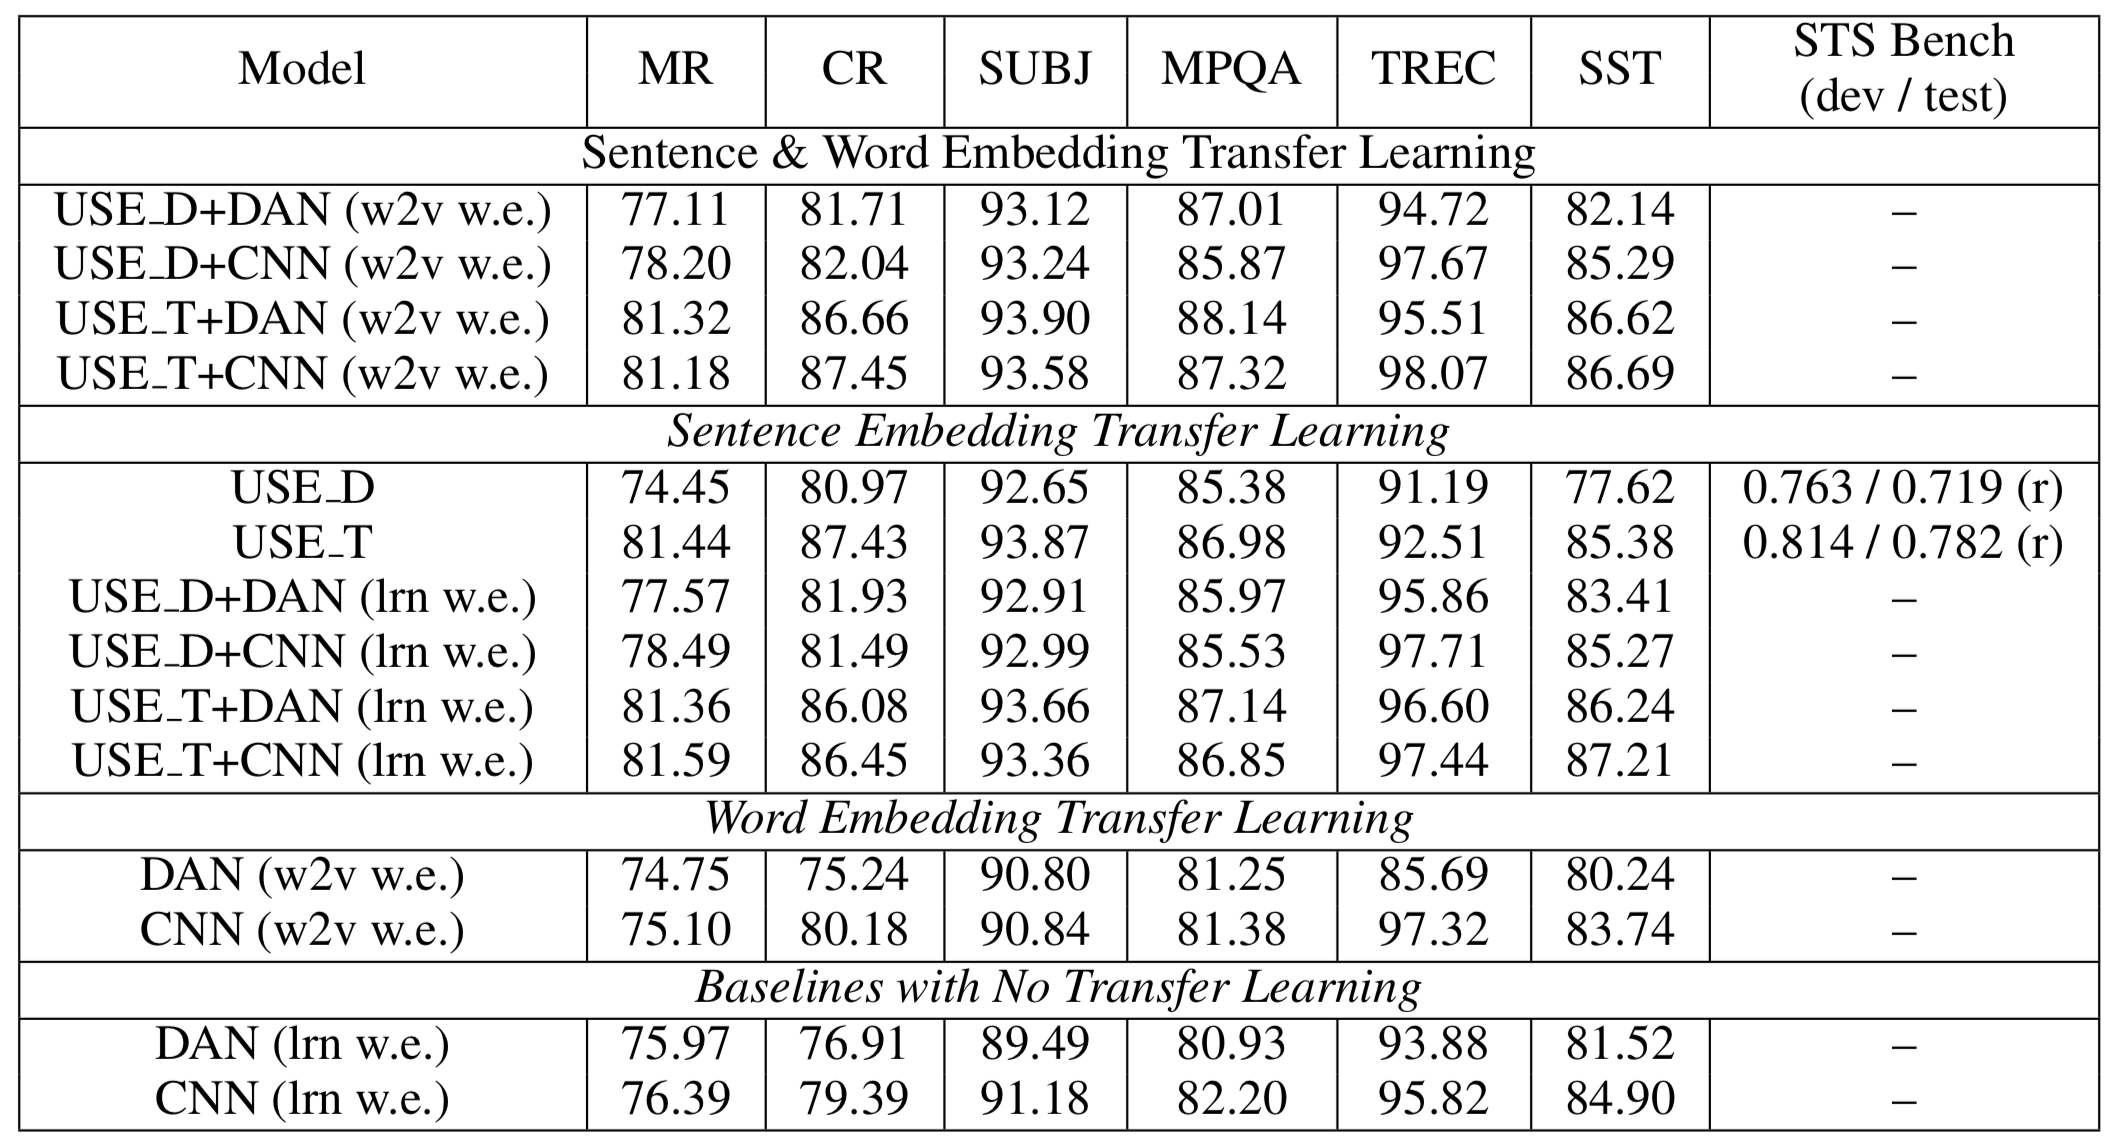 Model MR CR SUBJ MPQA TREC SST STS Bench (dev / test)
Sentence & Word Embedding Transfer Learning
USE_D+DAN (w2v w.e.) 77.11 81.71 93.12 87.01 94.72 82.14 –
USE_D+CNN (w2v w.e.) 78.20 82.04 93.24 85.87 97.67 85.29 –
USE_T+DAN (w2v w.e.) 81.32 86.66 93.90 88.14 95.51 86.62 –
USE_T+CNN (w2v w.e.) 81.18 87.45 93.58 87.32 98.07 86.69 –
Sentence Embedding Transfer Learning
USE_D 74.45 80.97 92.65 85.38 91.19 77.62 0.763 / 0.719 (r)
USE_T 81.44 87.43 93.87 86.98 92.51 85.38 0.814 / 0.782 (r)
USE_D+DAN (lrn w.e.) 77.57 81.93 92.91 85.97 95.86 83.41 –
USE_D+CNN (lrn w.e.) 78.49 81.49 92.99 85.53 97.71 85.27 –
USE_T+DAN (lrn w.e.) 81.36 86.08 93.66 87.14 96.60 86.24 –
USE_T+CNN (lrn w.e.) 81.59 86.45 93.36 86.85 97.44 87.21 –
Word Embedding Transfer Learning
DAN (w2v w.e.) 74.75 75.24 90.80 81.25 85.69 80.24 –
CNN (w2v w.e.) 75.10 80.18 90.84 81.38 97.32 83.74 –
Baselines with No Transfer Learning
DAN (lrn w.e.) 75.97 76.91 89.49 80.93 93.88 81.52 –
CNN (lrn w.e.) 76.39 79.39 91.18 82.20 95.82 84.90 –